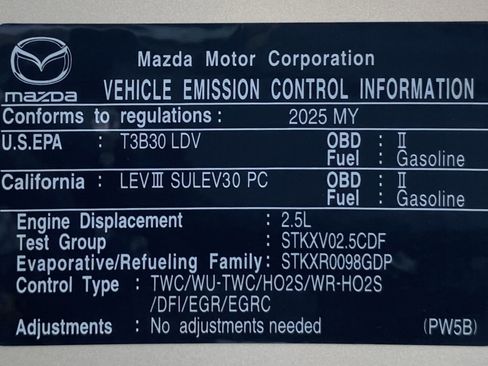 Mazda Motor Corporation
mazda VEHICLE EMISSION CONTROL INFORMATION
Conforms to regulations : 2025 MY
U.S.EPA : T3B30 LDV OBD : II
Fuel : Gasoline
California : LEVIII SULEV30 PC OBD : II
Fuel : Gasoline
Engine Displacement : 2.5L
Test Group : STKXV02.5CDF
Evaporative/Refueling Family: STKXR0098GDP
Control Type : TWC/WU-TWC/HO2S/WR-HO2S
/DFI/EGR/EGRC
Adjustments : No adjustments needed (PW5B)